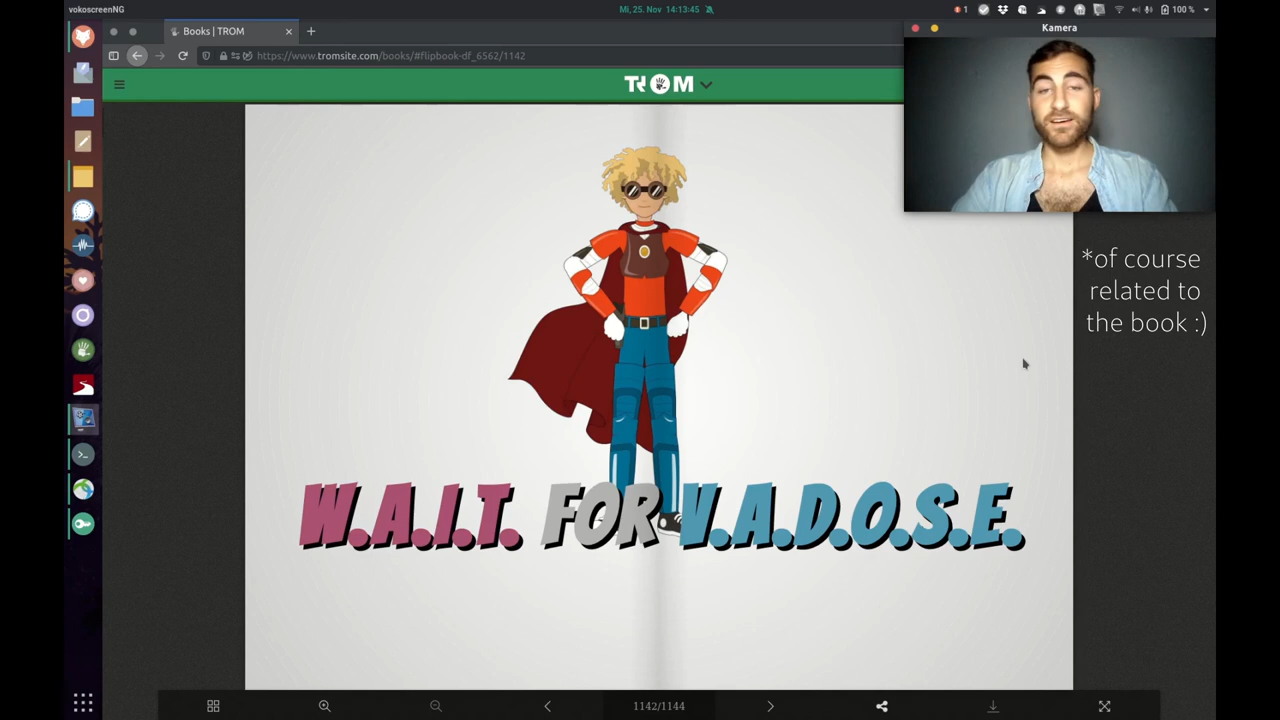 vokoscreenNG
Mi, 25. Nov 14:13:45
1
100 %
Books | TROM
Kamera
https://www.tromsite.com/books/#flipbook-df_6562/1142
TROM
*of course
related to
the book :)
W.A.I.T. FOR V.A.D.O.S.E.
1142/1144